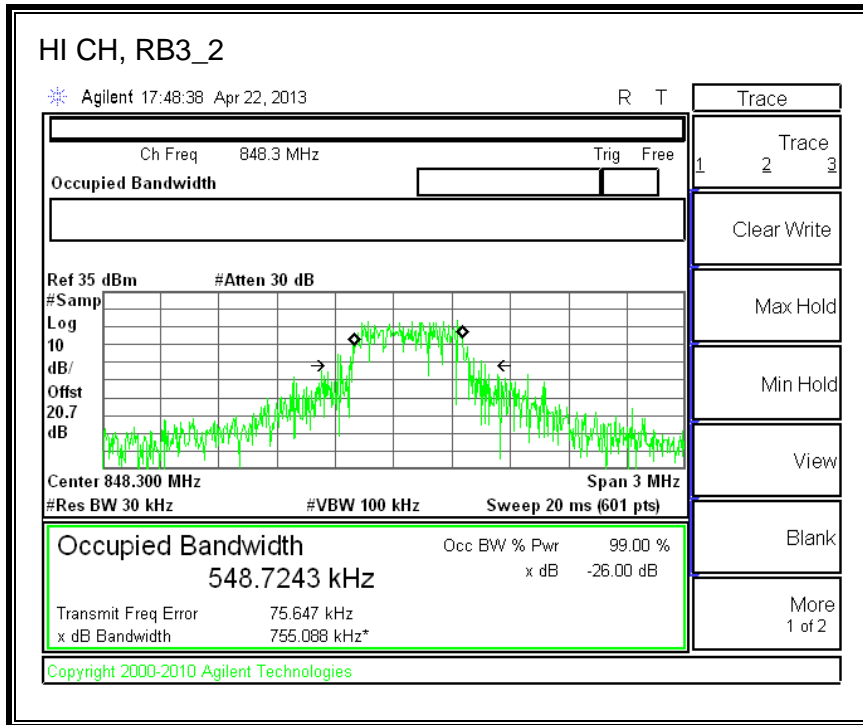 HI CH, RB3_2
Agilent 17:48:38 Apr 22, 2013 R T
Trace
Ch Freq 848.3 MHz Trig Free
Occupied Bandwidth
Trace
1 2 3
Clear Write
Max Hold
Min Hold
View
Blank
More
1 of 2
Ref 35 dBm #Atten 30 dB
#Samp
Log
10
dB/
Offst
20.7
dB
Center 848.300 MHz Span 3 MHz
#Res BW 30 kHz #VBW 100 kHz Sweep 20 ms (601 pts)
Occupied Bandwidth
548.7243 kHz
Occ BW % Pwr 99.00 %
x dB -26.00 dB
Transmit Freq Error 75.647 kHz
x dB Bandwidth 755.088 kHz*
Copyright 2000-2010 Agilent Technologies